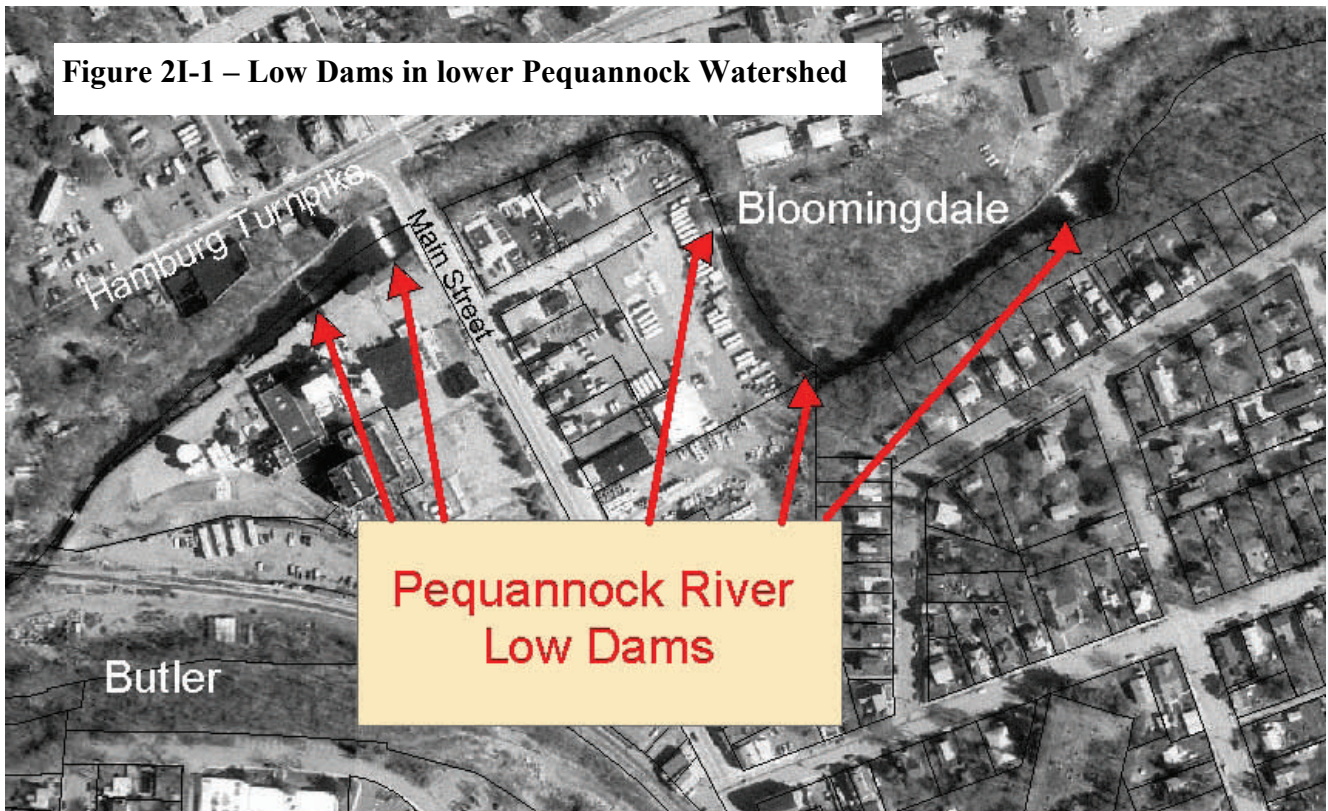 Figure 2I-1 – Low Dams in lower Pequannock Watershed
Hamburg Turnpike
Main Street
Bloomingdale
Pequannock River
Low Dams
Butler